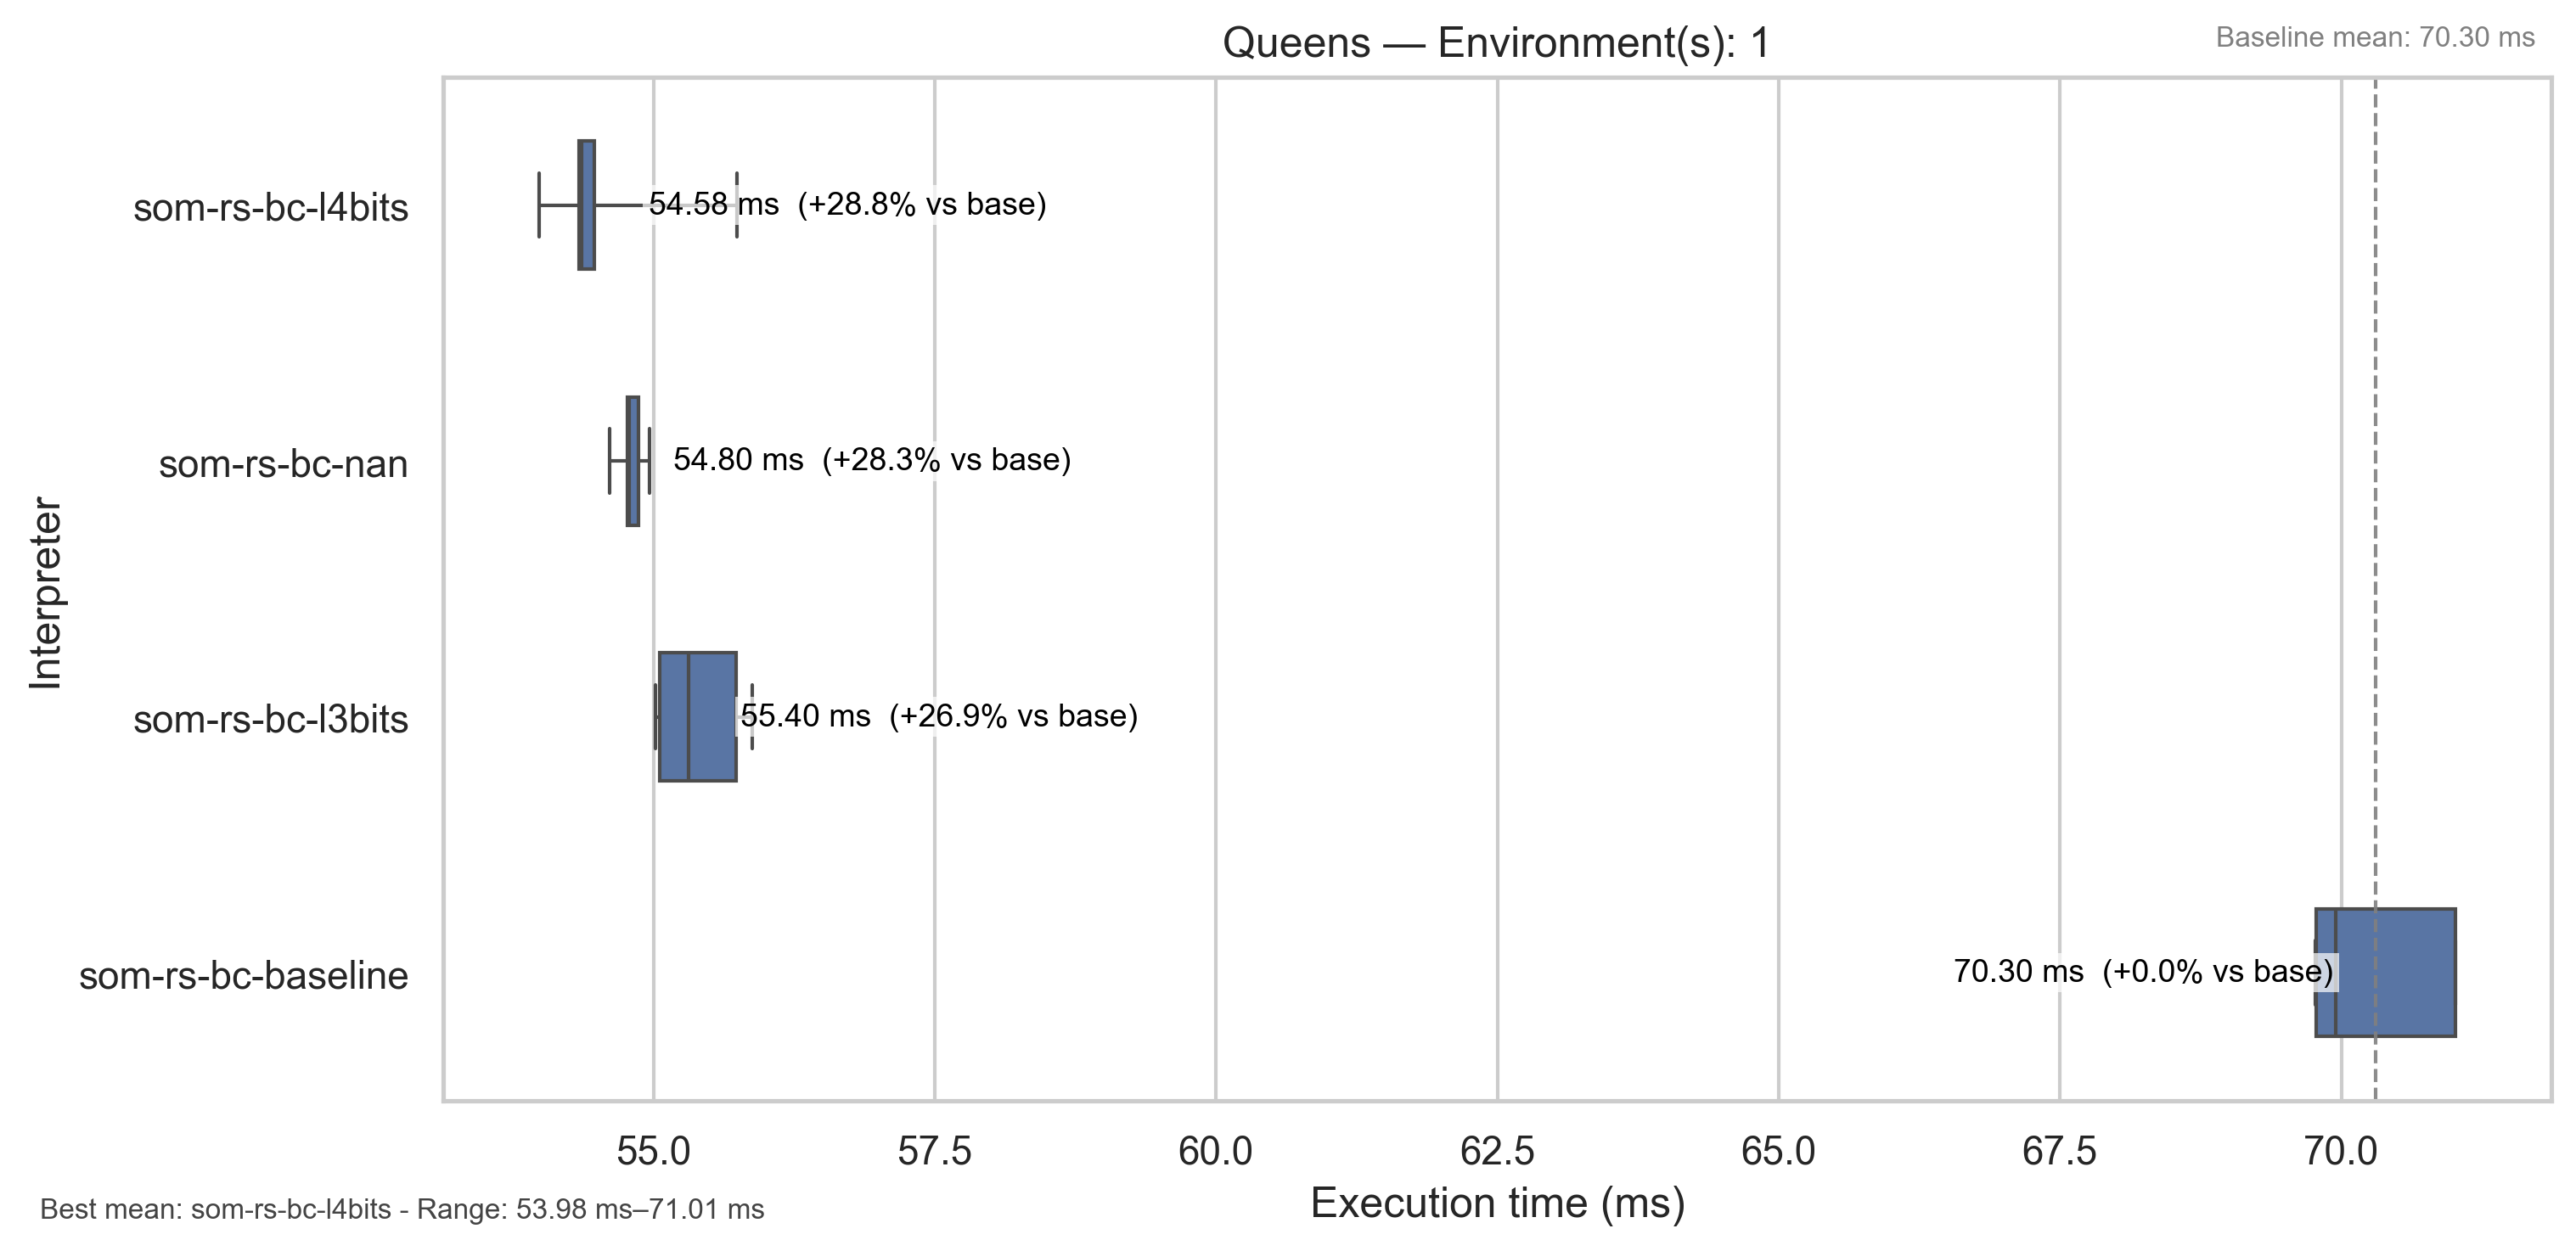 Queens — Environment(s): 1
Baseline mean: 70.30 ms
Interpreter
som-rs-bc-l4bits
54.58 ms (+28.8% vs base)
som-rs-bc-nan
54.80 ms (+28.3% vs base)
som-rs-bc-l3bits
55.40 ms (+26.9% vs base)
som-rs-bc-baseline
70.30 ms (+0.0% vs base)
55.0 57.5 60.0 62.5 65.0 67.5 70.0
Execution time (ms)
Best mean: som-rs-bc-l4bits - Range: 53.98 ms–71.01 ms